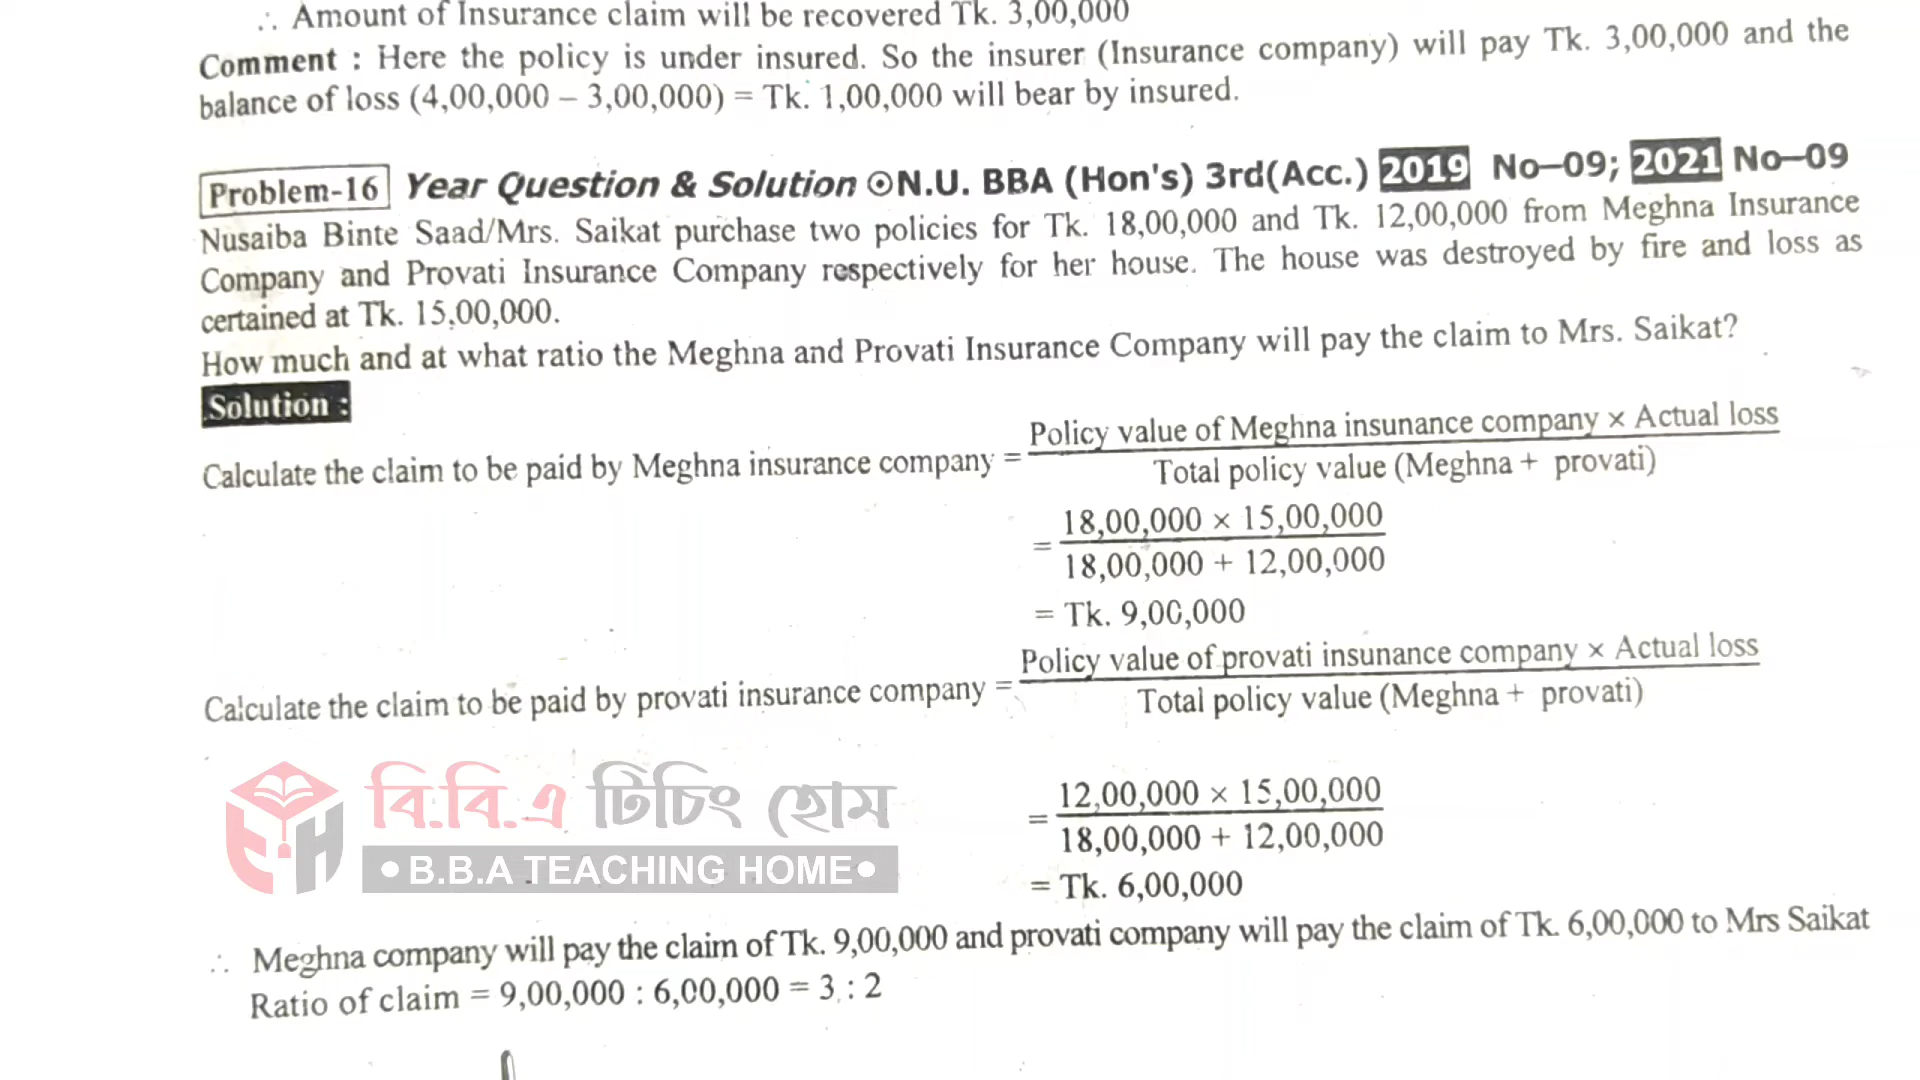 ∴ Amount of Insurance claim will be recovered Tk. 3,00,000
Comment : Here the policy is under insured. So the insurer (Insurance company) will pay Tk. 3,00,000 and the
balance of loss (4,00,000 – 3,00,000) = Tk. 1,00,000 will bear by insured.
Problem-16 Year Question & Solution ⊙N.U. BBA (Hon's) 3rd(Acc.) 2019 No–09; 2021 No–09
Nusaiba Binte Saad/Mrs. Saikat purchase two policies for Tk. 18,00,000 and Tk. 12,00,000 from Meghna Insurance
Company and Provati Insurance Company respectively for her house. The house was destroyed by fire and loss as
certained at Tk. 15,00,000.
How much and at what ratio the Meghna and Provati Insurance Company will pay the claim to Mrs. Saikat?
Solution :
Calculate the claim to be paid by Meghna insurance company = Policy value of Meghna insunance company × Actual loss
Total policy value (Meghna + provati)
= 18,00,000 × 15,00,000
18,00,000 + 12,00,000
= Tk. 9,00,000
Calculate the claim to be paid by provati insurance company = Policy value of provati insunance company × Actual loss
Total policy value (Meghna + provati)
= 12,00,000 × 15,00,000
18,00,000 + 12,00,000
= Tk. 6,00,000
বি.বি.এ টিচিং হোম
•B.B.A TEACHING HOME•
∴ Meghna company will pay the claim of Tk. 9,00,000 and provati company will pay the claim of Tk. 6,00,000 to Mrs Saikat
Ratio of claim = 9,00,000 : 6,00,000 = 3 : 2